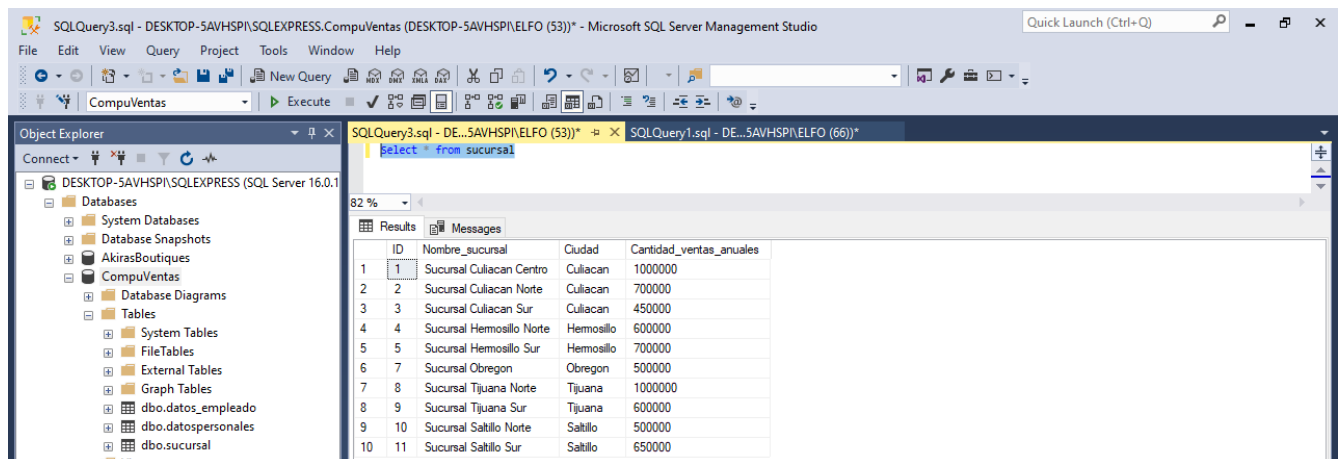 SQLQuery3.sql - DESKTOP-5AVHSPI\SQLEXPRESS.CompuVentas (DESKTOP-5AVHSPI\ELFO (53))* - Microsoft SQL Server Management Studio
Quick Launch (Ctrl+Q)
File Edit View Query Project Tools Window Help
New Query MDX DMX XMLA DAX
CompuVentas Execute
Object Explorer
Connect
DESKTOP-5AVHSPI\SQLEXPRESS (SQL Server 16.0.1
Databases
System Databases
Database Snapshots
AkirasBoutiques
CompuVentas
Database Diagrams
Tables
System Tables
FileTables
External Tables
Graph Tables
dbo.datos_empleado
dbo.datospersonales
dbo.sucursal
SQLQuery3.sql - DE...5AVHSPI\ELFO (53))* SQLQuery1.sql - DE...5AVHSPI\ELFO (66))*
Select * from sucursal
82 %
Results Messages
ID Nombre_sucursal Ciudad Cantidad_ventas_anuales
1 1 Sucursal Culiacan Centro Culiacan 1000000
2 2 Sucursal Culiacan Norte Culiacan 700000
3 3 Sucursal Culiacan Sur Culiacan 450000
4 4 Sucursal Hermosillo Norte Hermosillo 600000
5 5 Sucursal Hermosillo Sur Hermosillo 700000
6 7 Sucursal Obregon Obregon 500000
7 8 Sucursal Tijuana Norte Tijuana 1000000
8 9 Sucursal Tijuana Sur Tijuana 600000
9 10 Sucursal Saltillo Norte Saltillo 500000
10 11 Sucursal Saltillo Sur Saltillo 650000